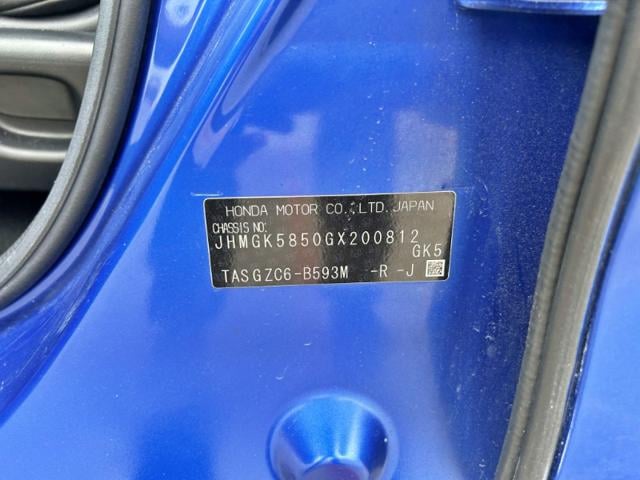 HONDA MOTOR CO.,LTD. JAPAN
CHASSIS NO:
JHMGK5850GX200812
GK5
TASGZC6-B593M -R -J